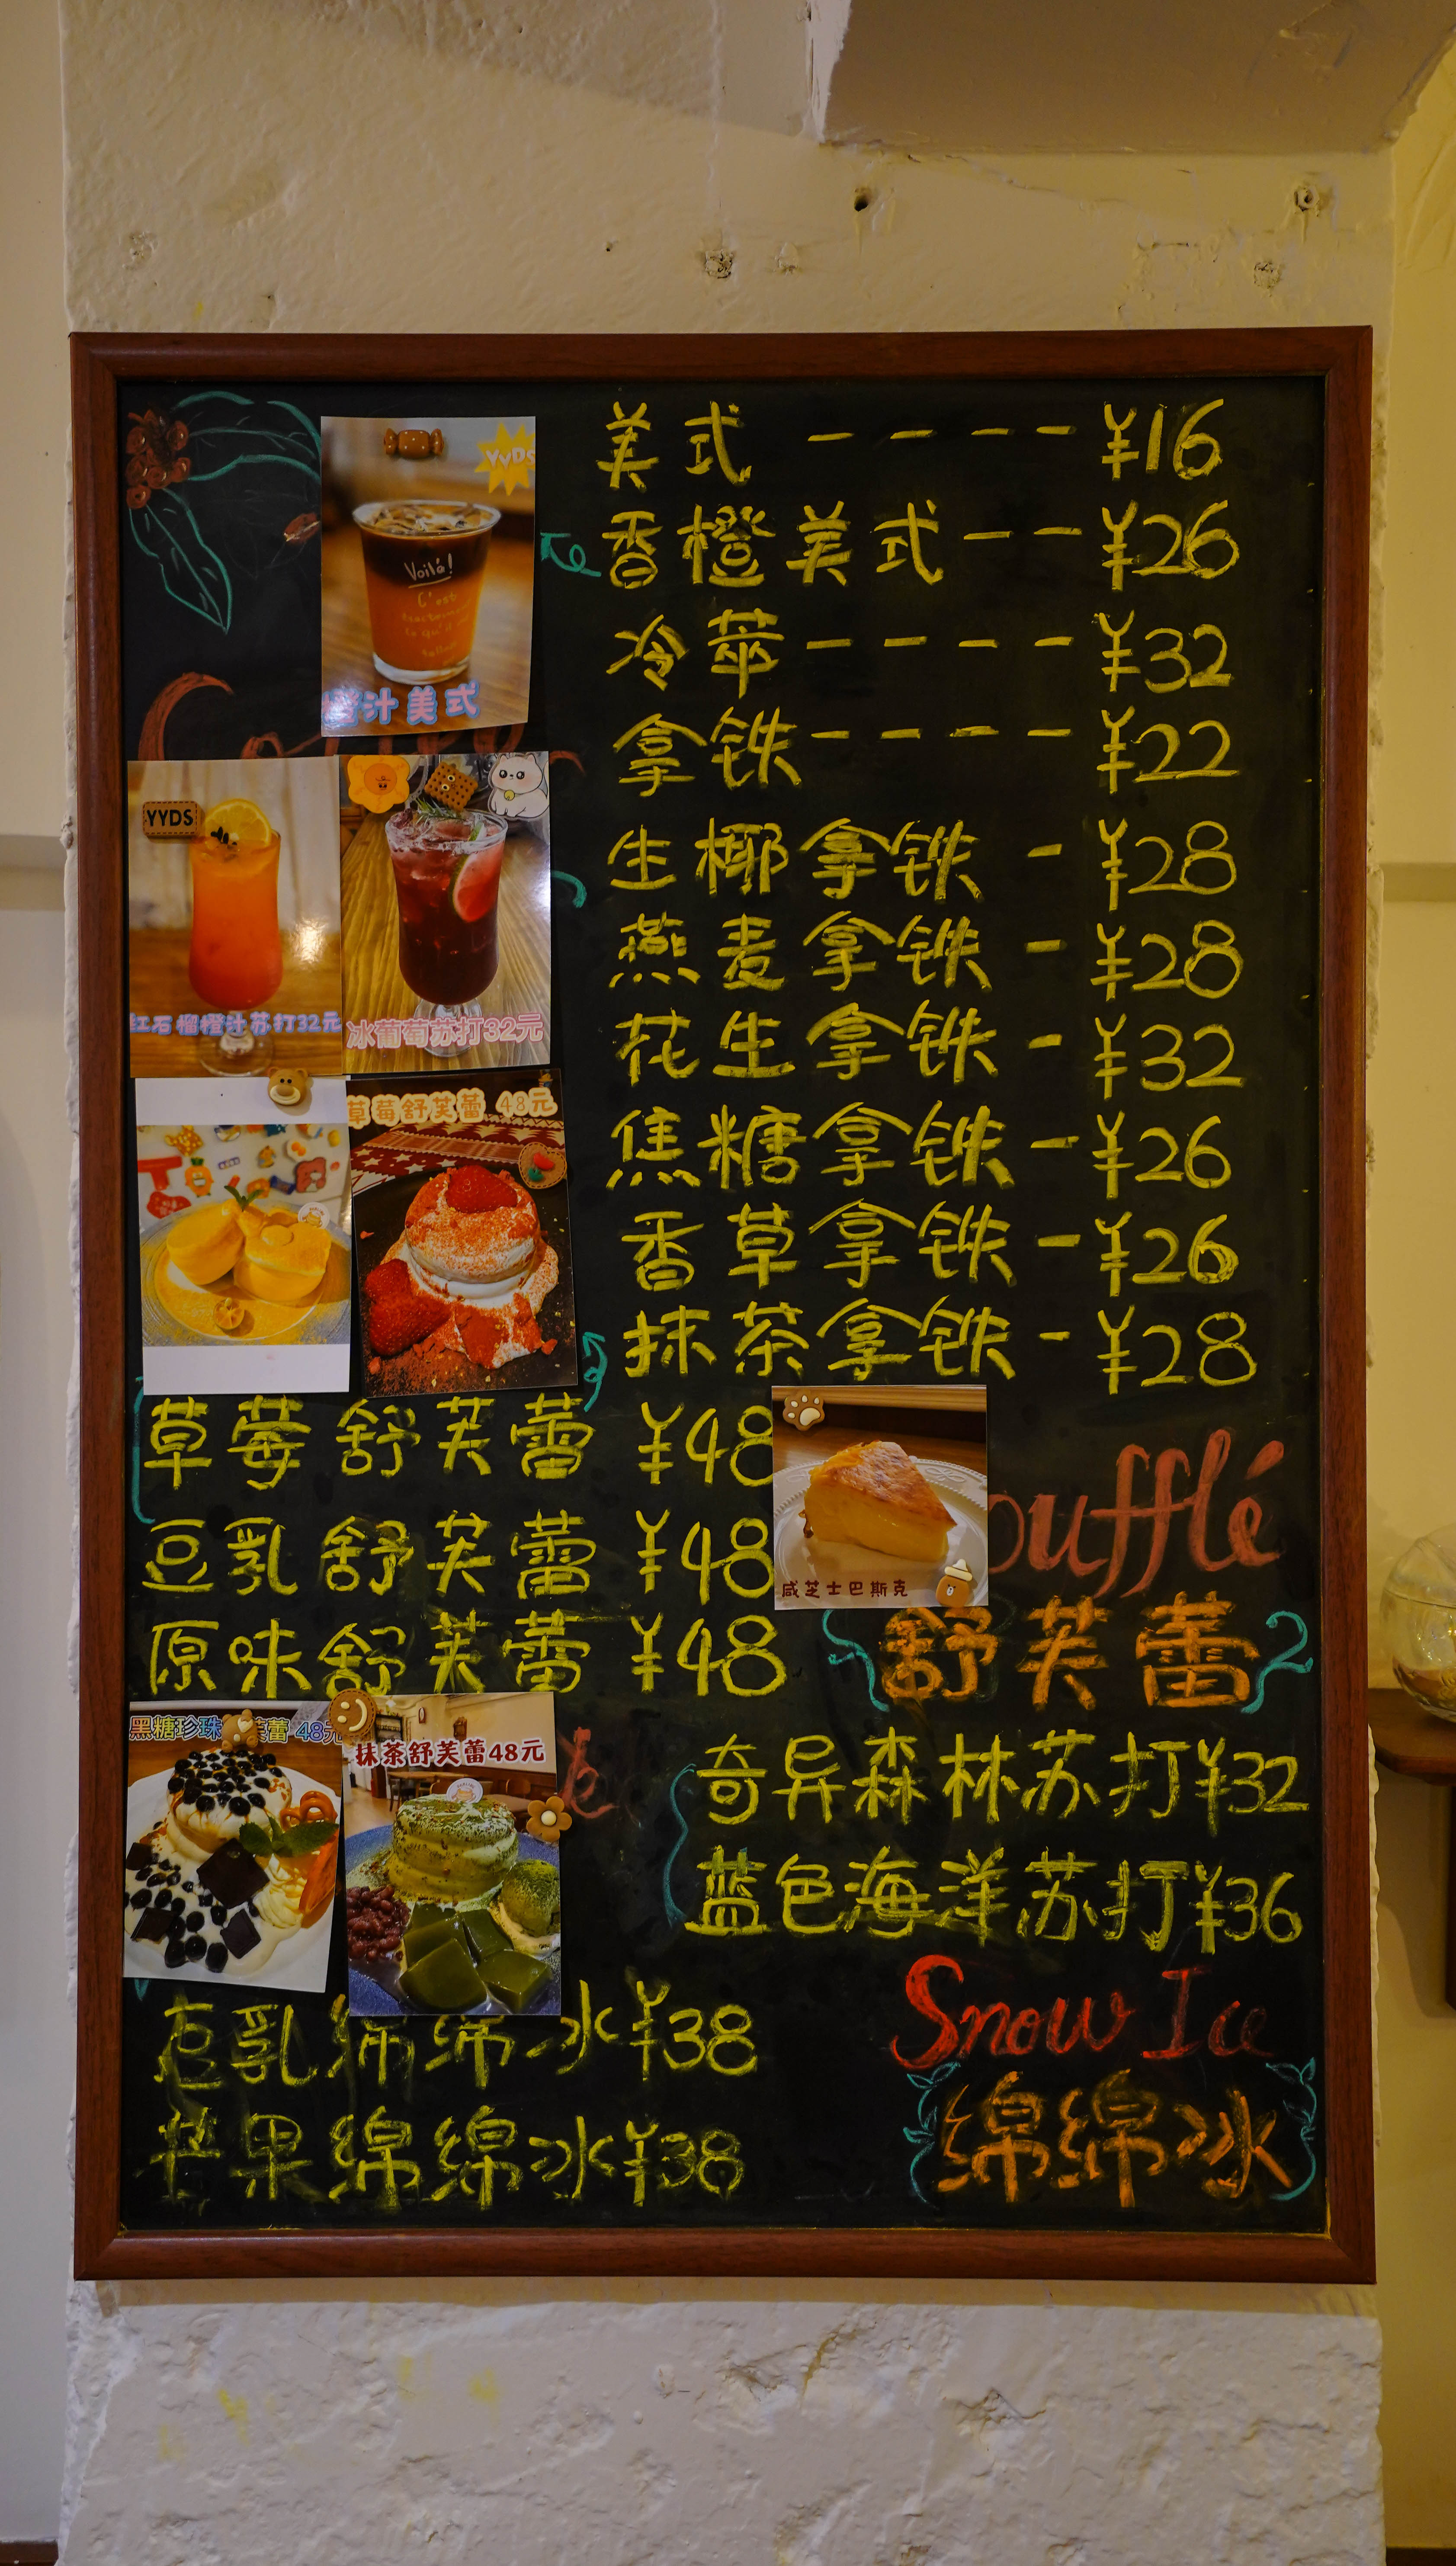 YYDS
Voilà!
C'est
橙汁美式
美式 ---- ¥16
香橙美式 -- ¥26
冷萃 ---- ¥32
拿铁 ---- ¥22
生椰拿铁 - ¥28
燕麦拿铁 - ¥28
花生拿铁 - ¥32
焦糖拿铁 - ¥26
香草拿铁 - ¥26
抹茶拿铁 - ¥28
YYDS
红石榴橙汁苏打32元
冰葡萄苏打32元
草莓舒芙蕾 48元
草莓舒芙蕾 ¥48
豆乳舒芙蕾 ¥48
原味舒芙蕾 ¥48
咸芝士巴斯克
oufflé
舒芙蕾
黑糖珍珠 芙蕾 48元
抹茶舒芙蕾48元
奇异森林苏打¥32
蓝色海洋苏打¥36
豆乳绵绵冰¥38
芒果绵绵冰¥38
Snow Ice
绵绵冰